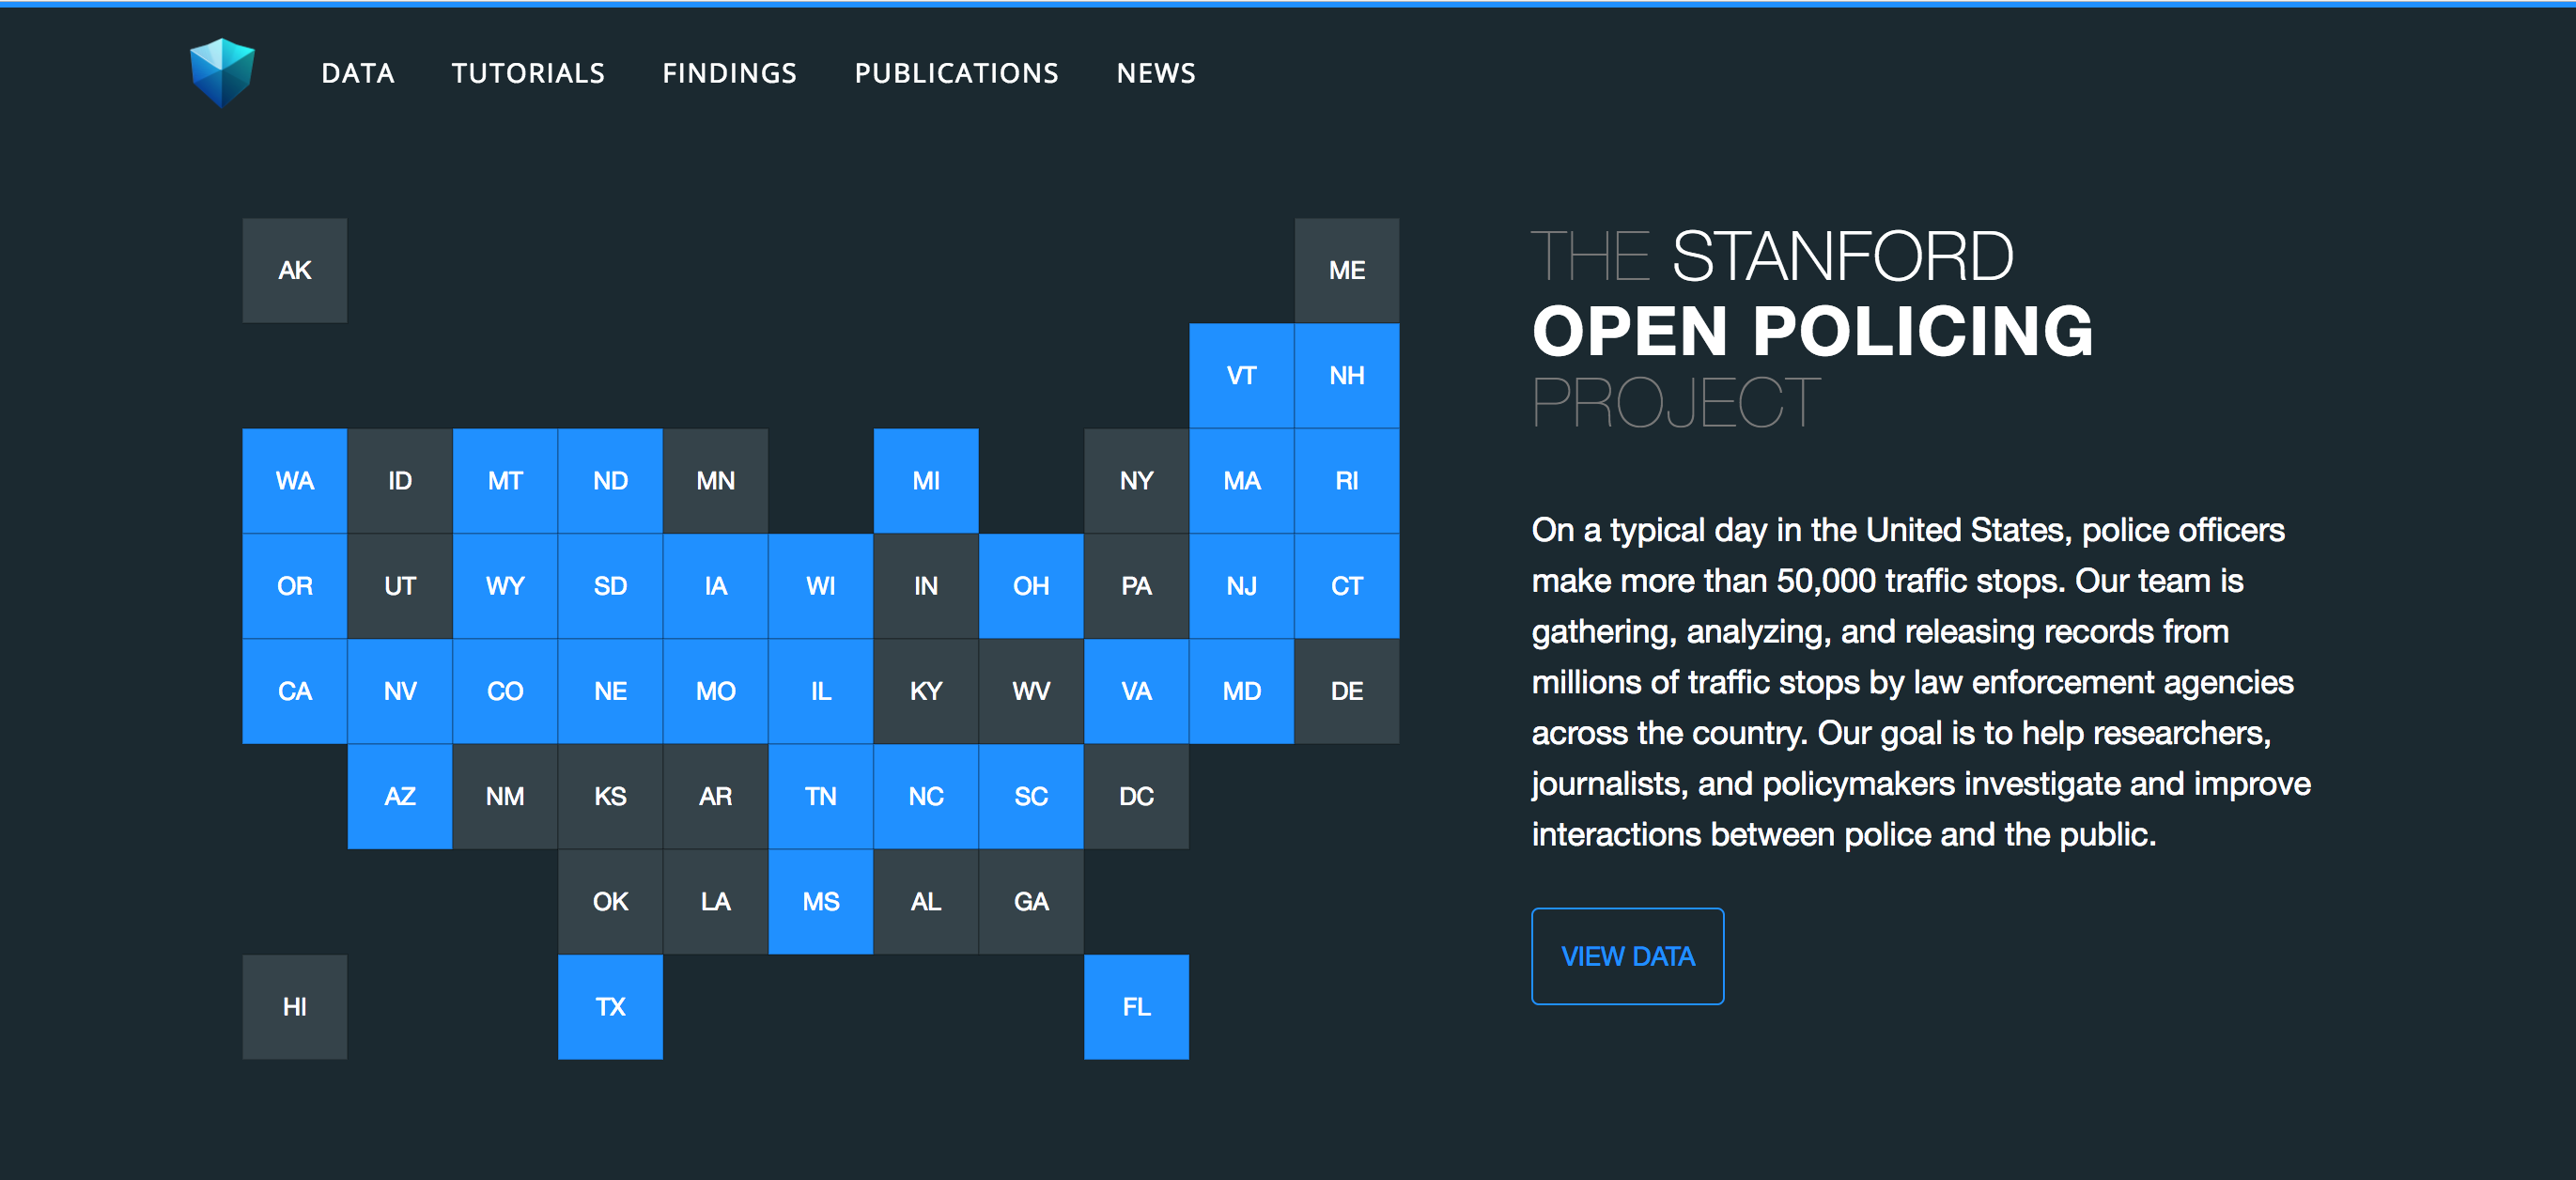 DATA TUTORIALS FINDINGS PUBLICATIONS NEWS
AK ME
VT NH
WA ID MT ND MN MI NY MA RI
OR UT WY SD IA WI IN OH PA NJ CT
CA NV CO NE MO IL KY WV VA MD DE
AZ NM KS AR TN NC SC DC
OK LA MS AL GA
HI TX FL
THE STANFORD
OPEN POLICING
PROJECT
On a typical day in the United States, police officers
make more than 50,000 traffic stops. Our team is
gathering, analyzing, and releasing records from
millions of traffic stops by law enforcement agencies
across the country. Our goal is to help researchers,
journalists, and policymakers investigate and improve
interactions between police and the public.
VIEW DATA